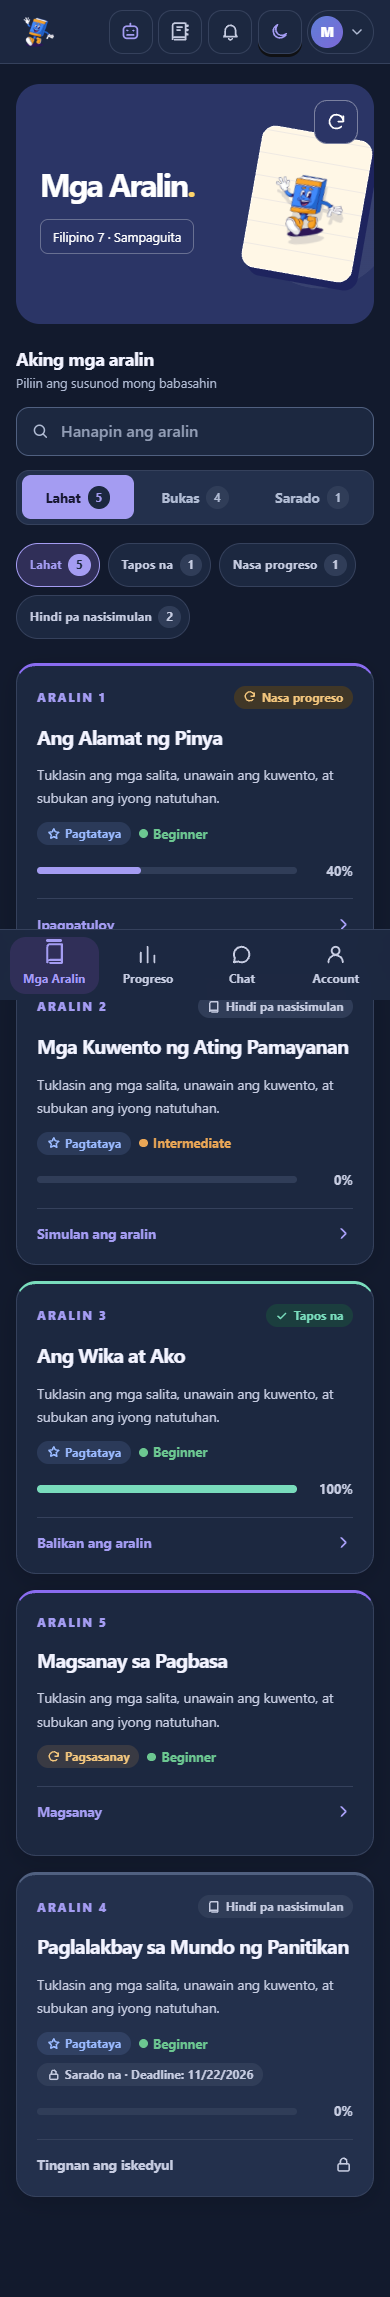 M
Mga Aralin.
Filipino 7 · Sampaguita
Aking mga aralin
Piliin ang susunod mong babasahin
Hanapin ang aralin
Lahat 5
Bukas 4
Sarado 1
Lahat 5
Tapos na 1
Nasa progreso 1
Hindi pa nasisimulan 2
ARALIN 1
Nasa progreso
Ang Alamat ng Pinya
Tuklasin ang mga salita, unawain ang kuwento, at
subukan ang iyong natutuhan.
Pagtataya
Beginner
40%
Ipagpatuloy
Mga Aralin
Progreso
Chat
Account
ARALIN 2
Hindi pa nasisimulan
Mga Kuwento ng Ating Pamayanan
Tuklasin ang mga salita, unawain ang kuwento, at
subukan ang iyong natutuhan.
Pagtataya
Intermediate
0%
Simulan ang aralin
ARALIN 3
Tapos na
Ang Wika at Ako
Tuklasin ang mga salita, unawain ang kuwento, at
subukan ang iyong natutuhan.
Pagtataya
Beginner
100%
Balikan ang aralin
ARALIN 5
Magsanay sa Pagbasa
Tuklasin ang mga salita, unawain ang kuwento, at
subukan ang iyong natutuhan.
Pagsasanay
Beginner
Magsanay
ARALIN 4
Hindi pa nasisimulan
Paglalakbay sa Mundo ng Panitikan
Tuklasin ang mga salita, unawain ang kuwento, at
subukan ang iyong natutuhan.
Pagtataya
Beginner
Sarado na · Deadline: 11/22/2026
0%
Tingnan ang iskedyul